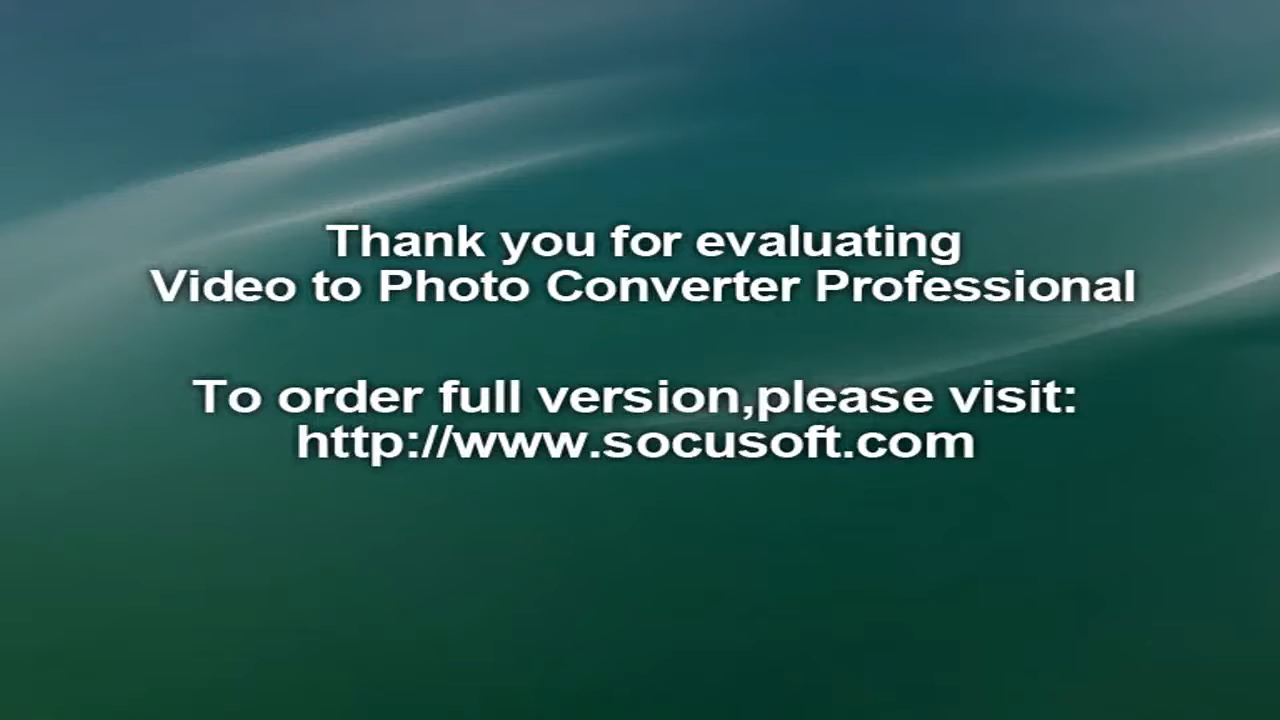 Thank you for evaluating
Video to Photo Converter Professional
To order full version,please visit:
http://www.socusoft.com